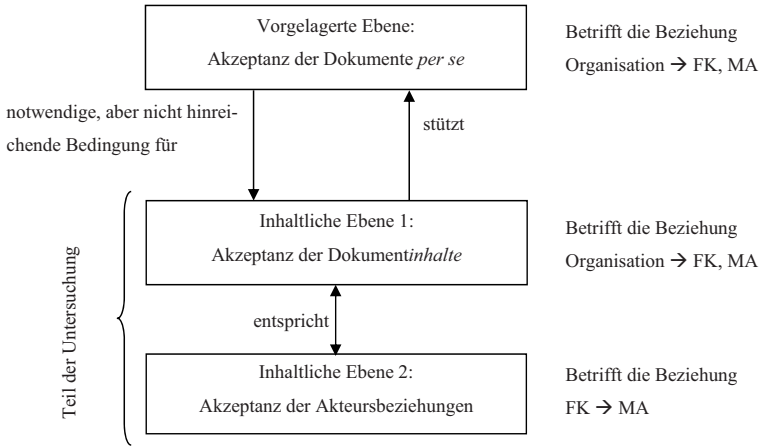 Vorgelagerte Ebene:
Akzeptanz der Dokumente per se
Betrifft die Beziehung
Organisation → FK, MA
notwendige, aber nicht hinrei-
chende Bedingung für
stützt
Teil der Untersuchung
Inhaltliche Ebene 1:
Akzeptanz der Dokumentinhalte
Betrifft die Beziehung
Organisation → FK, MA
entspricht
Inhaltliche Ebene 2:
Akzeptanz der Akteursbeziehungen
Betrifft die Beziehung
FK → MA